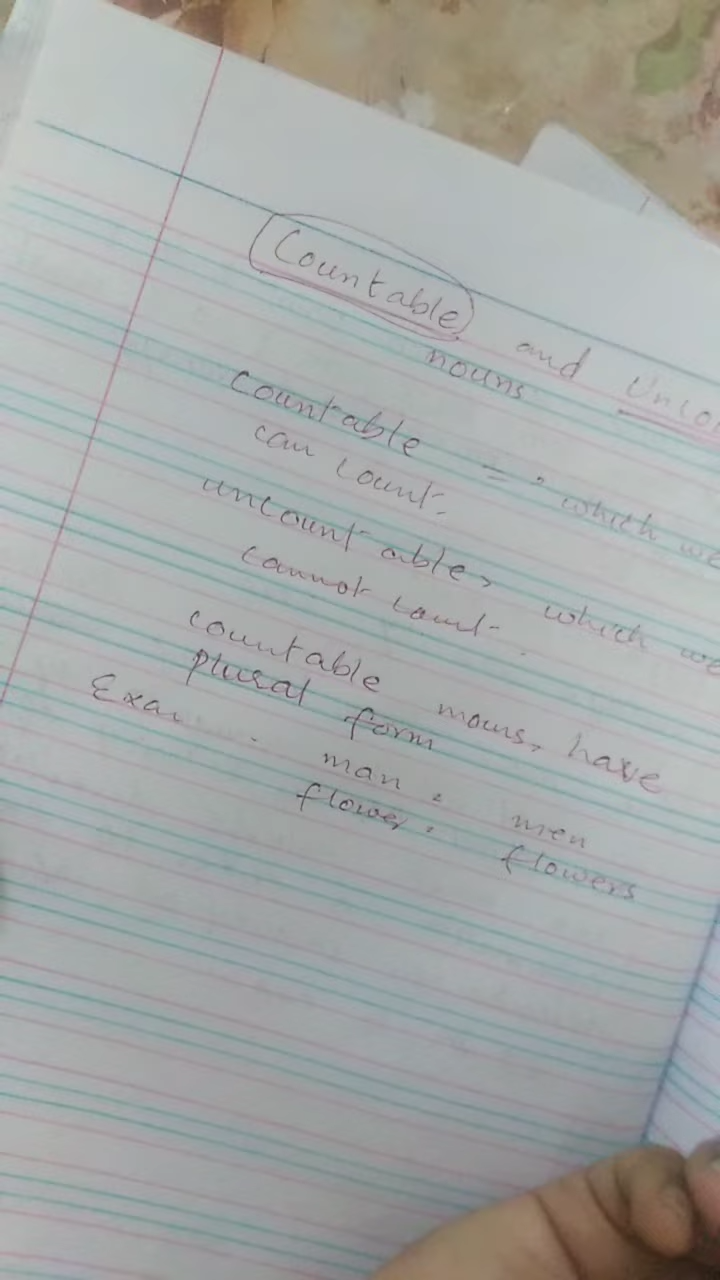 Countable and Unco
nouns
Countable = which we
can count.
uncountable, which we
cannot count.
countable nouns, have
plural form
Exa
man . men
flower . flowers